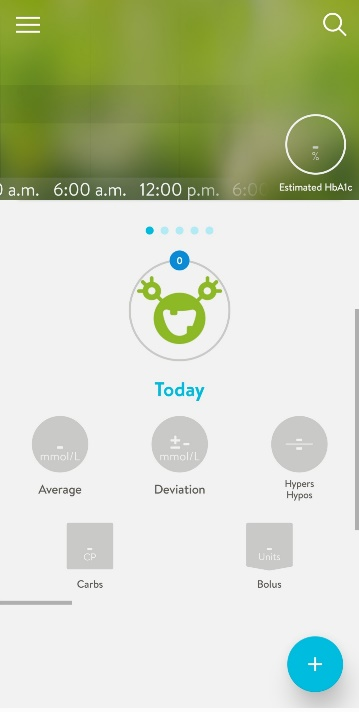 -
%
Estimated HbA1c
0 a.m. 6:00 a.m. 12:00 p.m. 6:00
0
Today
-
mmol/L
±-
mmol/L
-
Average
Deviation
Hypers
Hypos
-
CP
-
Units
Carbs
Bolus
+